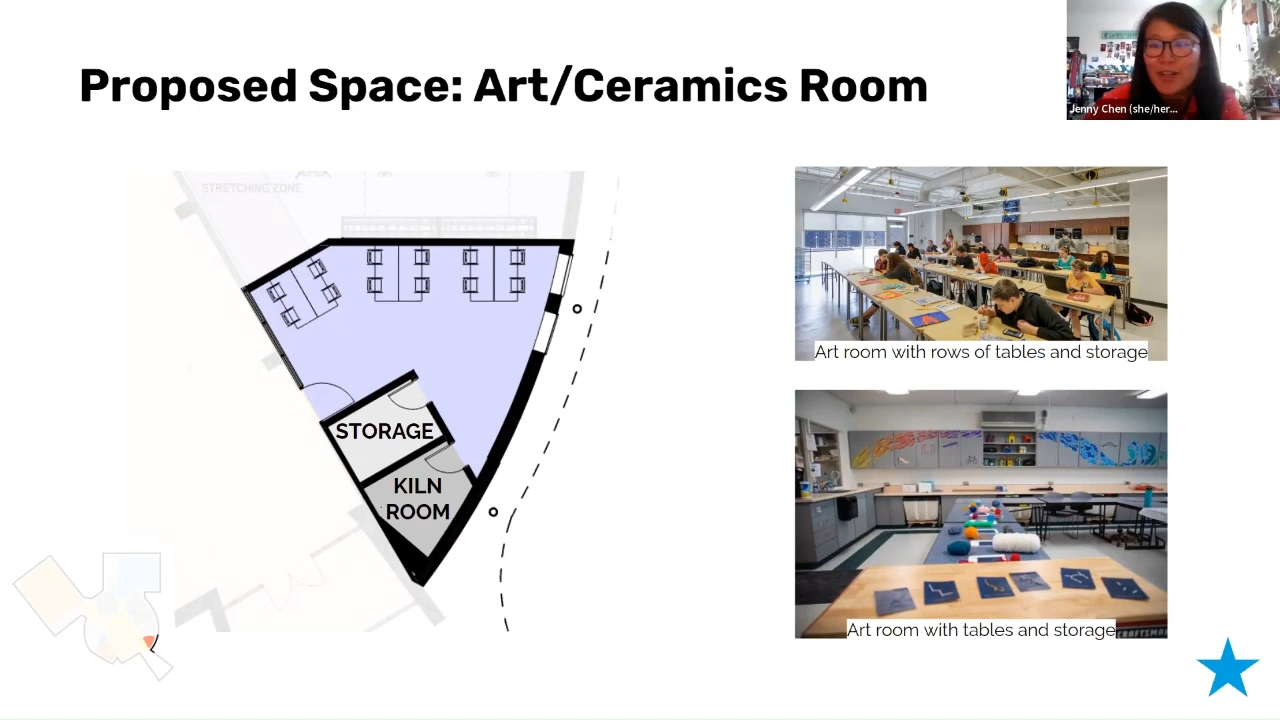 Proposed Space: Art/Ceramics Room
Jenny Chen (she/her...
STRETCHING ZONE
STORAGE
KILN
ROOM
Art room with rows of tables and storage
Art room with tables and storage
CRAFTSMAN